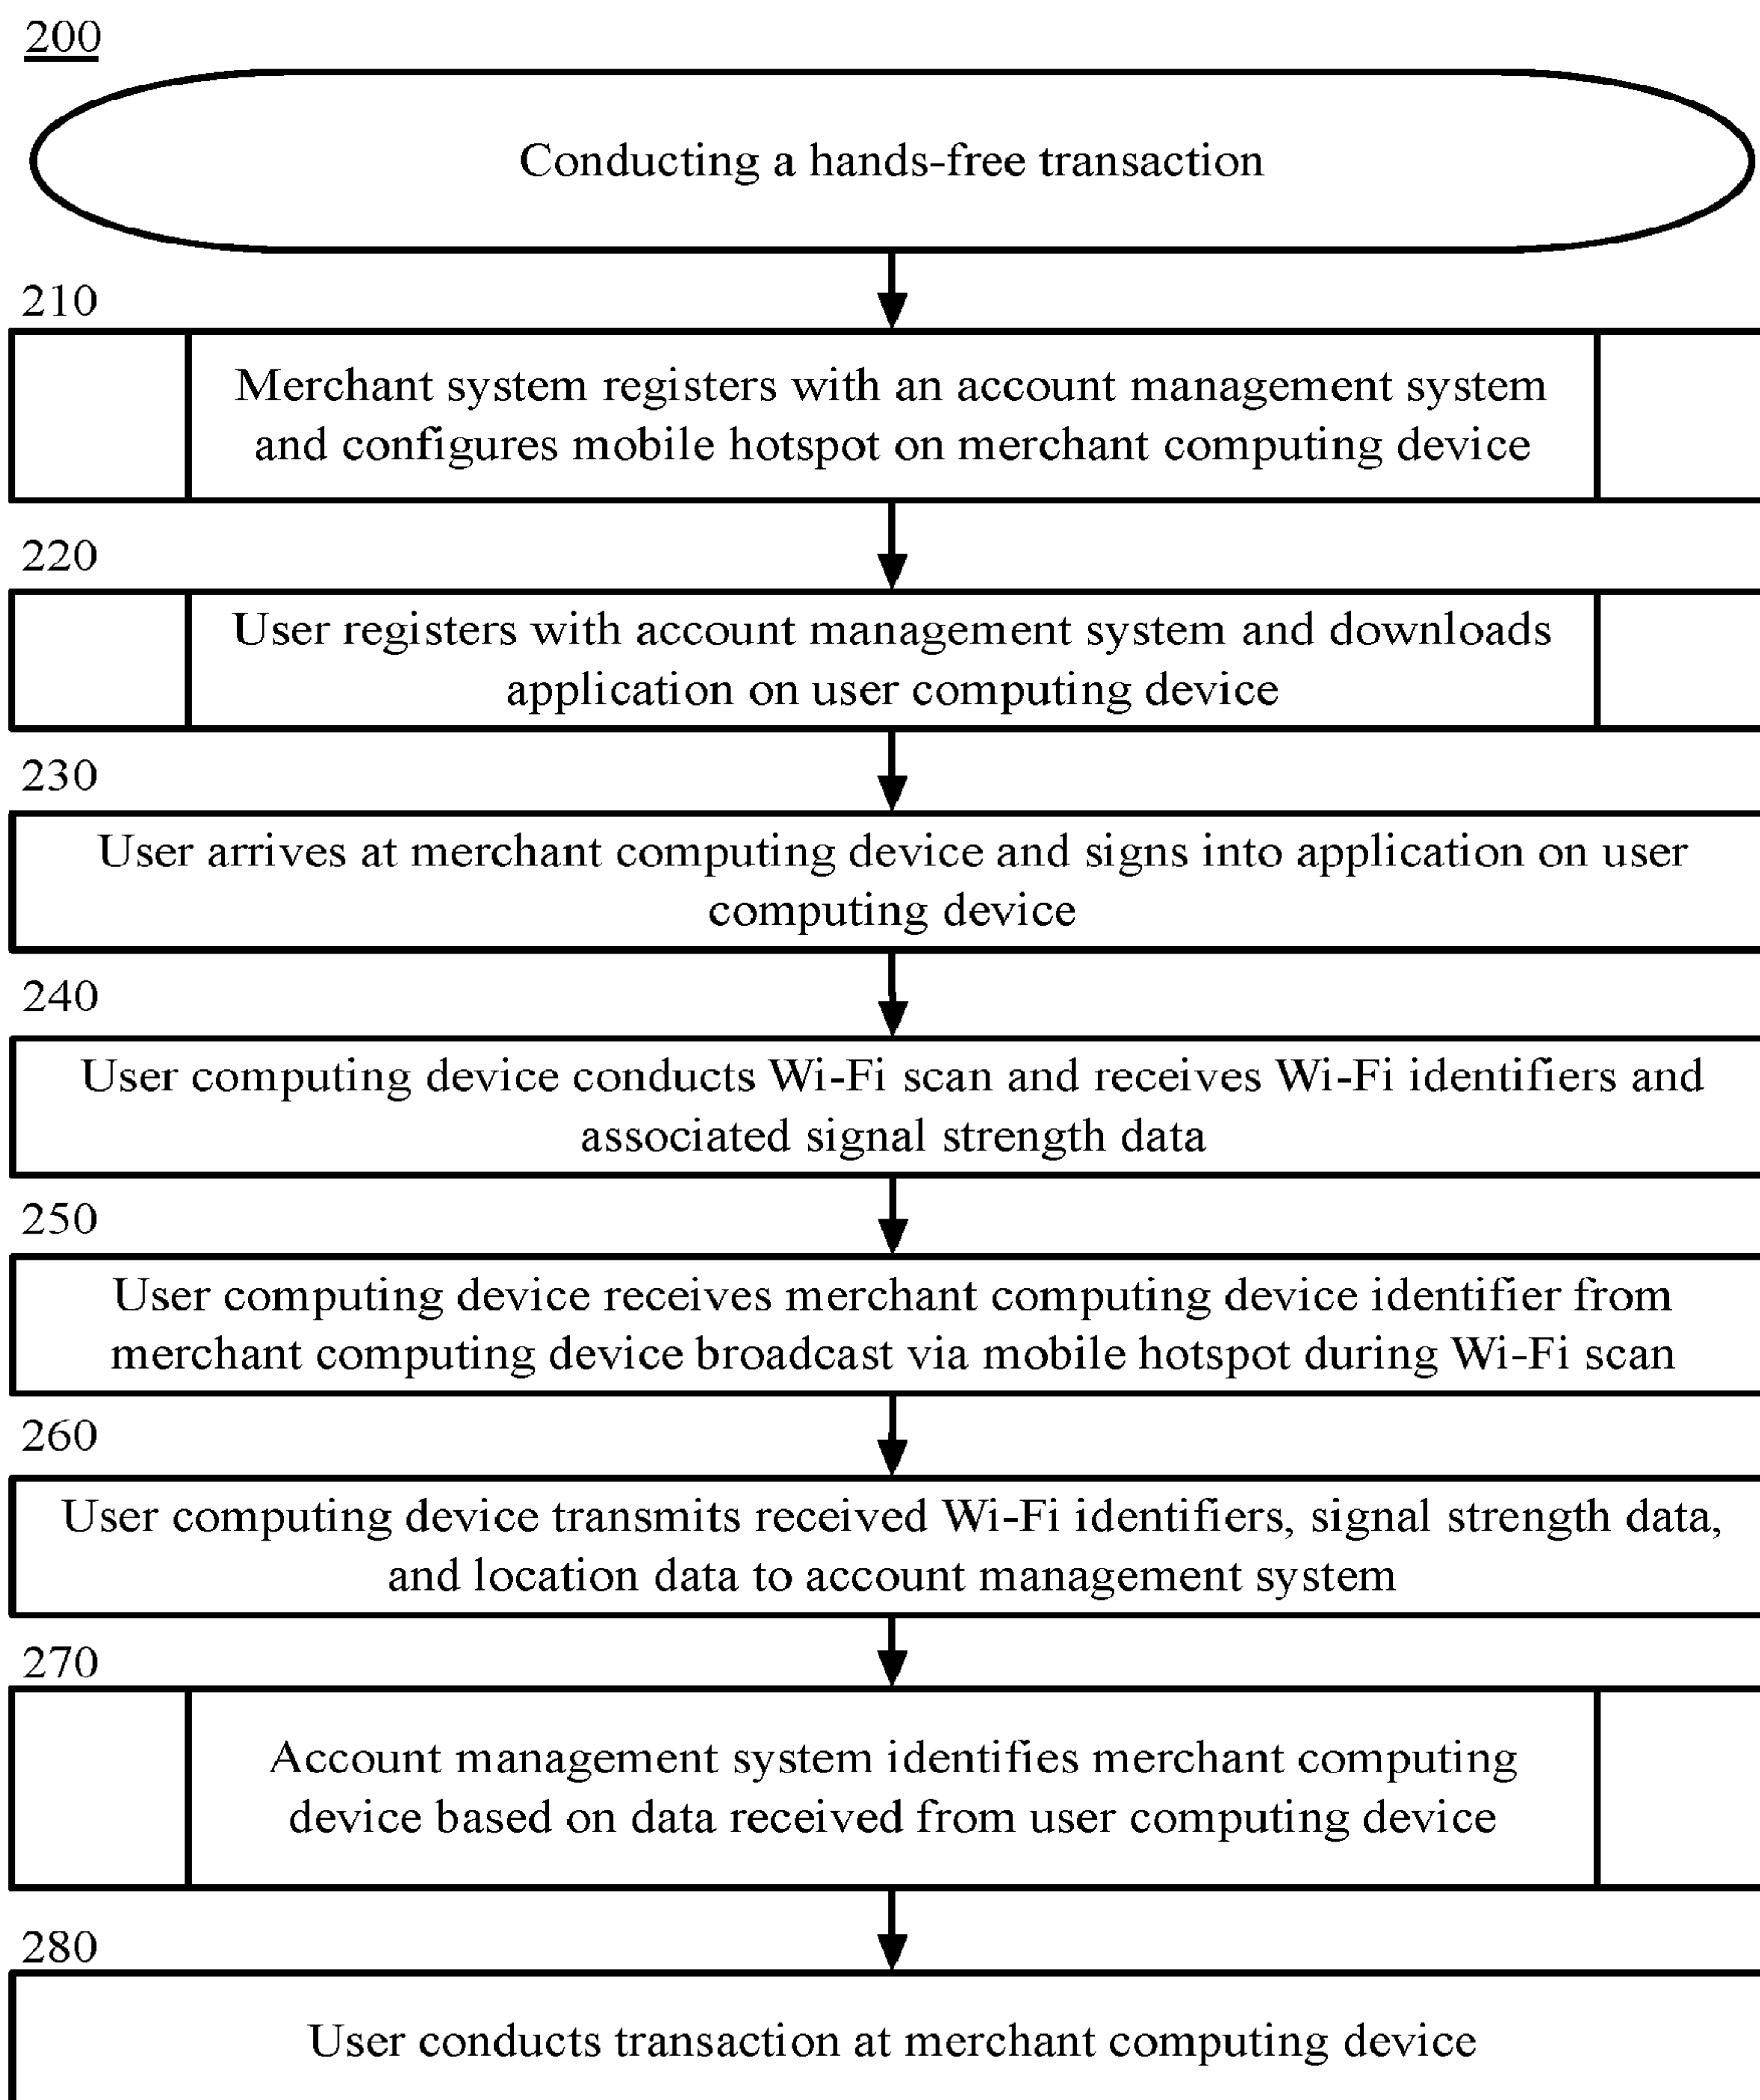 200
Conducting a hands-free transaction
210
Merchant system registers with an account management system
and configures mobile hotspot on merchant computing device
220
User registers with account management system and downloads
application on user computing device
230
User arrives at merchant computing device and signs into application on user
computing device
240
User computing device conducts Wi-Fi scan and receives Wi-Fi identifiers and
associated signal strength data
250
User computing device receives merchant computing device identifier from
merchant computing device broadcast via mobile hotspot during Wi-Fi scan
260
User computing device transmits received Wi-Fi identifiers, signal strength data,
and location data to account management system
270
Account management system identifies merchant computing
device based on data received from user computing device
280
User conducts transaction at merchant computing device